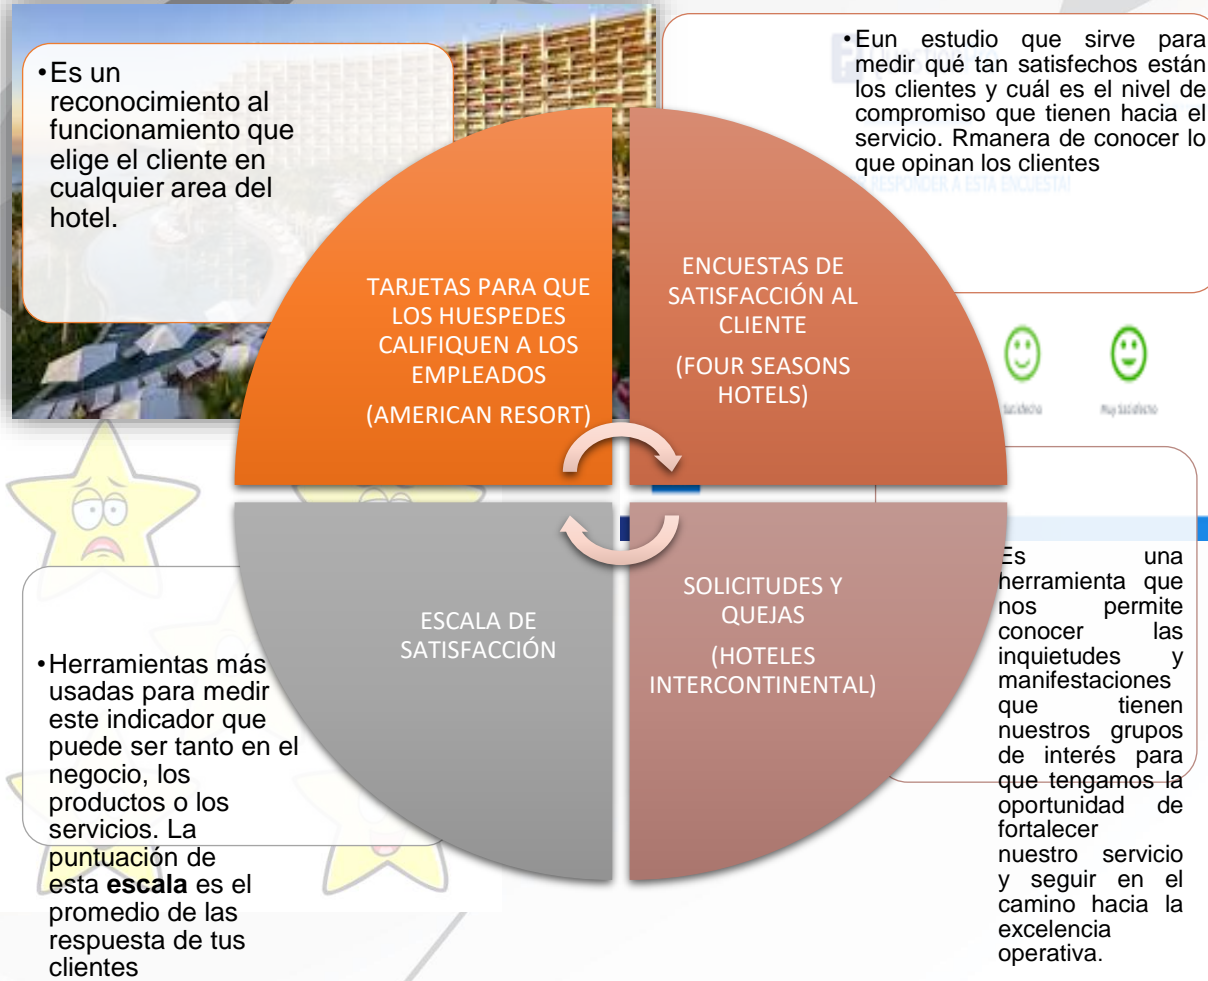 •Es un
reconocimiento al
funcionamiento que
elige el cliente en
cualquier area del
hotel.
•Eun estudio que sirve para
medir qué tan satisfechos están
los clientes y cuál es el nivel de
compromiso que tienen hacia el
servicio. Rmanera de conocer lo
que opinan los clientes
RESPONDER A ESTA ENCUESTA!
TARJETAS PARA QUE
LOS HUESPEDES
CALIFIQUEN A LOS
EMPLEADOS
(AMERICAN RESORT)
ENCUESTAS DE
SATISFACCIÓN AL
CLIENTE
(FOUR SEASONS
HOTELS)
Satisfecho
Muy Satisfecho
ESCALA DE
SATISFACCIÓN
SOLICITUDES Y
QUEJAS
(HOTELES
INTERCONTINENTAL)
•Herramientas más
usadas para medir
este indicador que
puede ser tanto en el
negocio, los
productos o los
servicios. La
puntuación de
esta escala es el
promedio de las
respuesta de tus
clientes
Es una
herramienta que
nos permite
conocer las
inquietudes y
manifestaciones
que tienen
nuestros grupos
de interés para
que tengamos la
oportunidad de
fortalecer
nuestro servicio
y seguir en el
camino hacia la
excelencia
operativa.